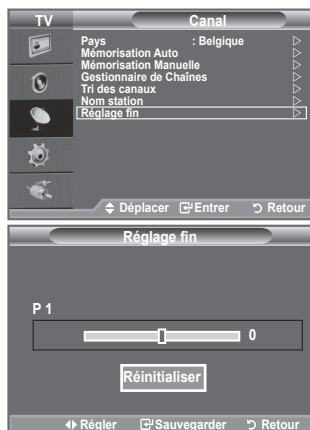 TV Canal
Pays : Belgique
Mémorisation Auto
Mémorisation Manuelle
Gestionnaire de Chaînes
Tri des canaux
Nom station
Réglage fin
Déplacer Entrer Retour
Réglage fin
P 1
0
Réinitialiser
Régler Sauvegarder Retour